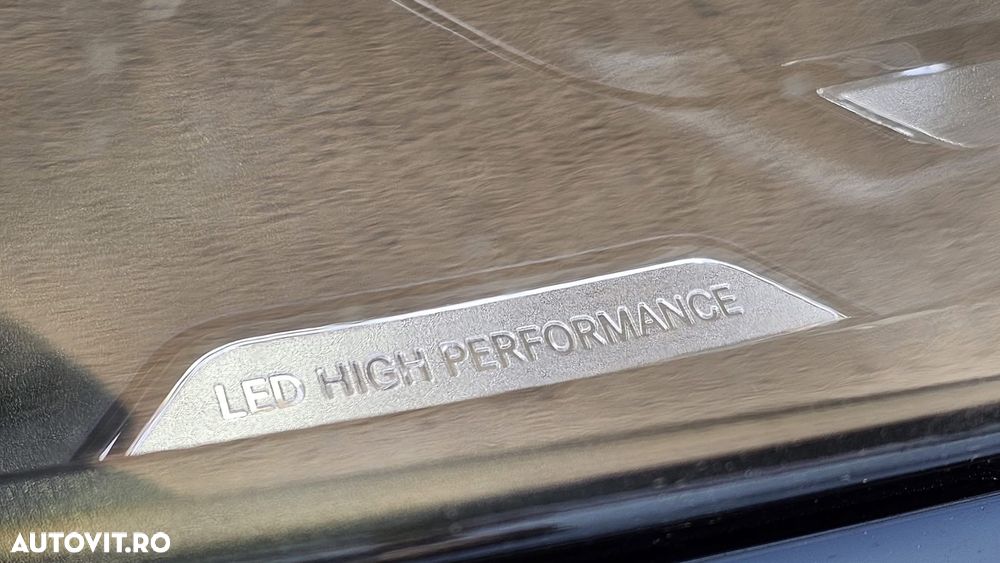 LED HIGH PERFORMANCE
AUTOVIT.RO